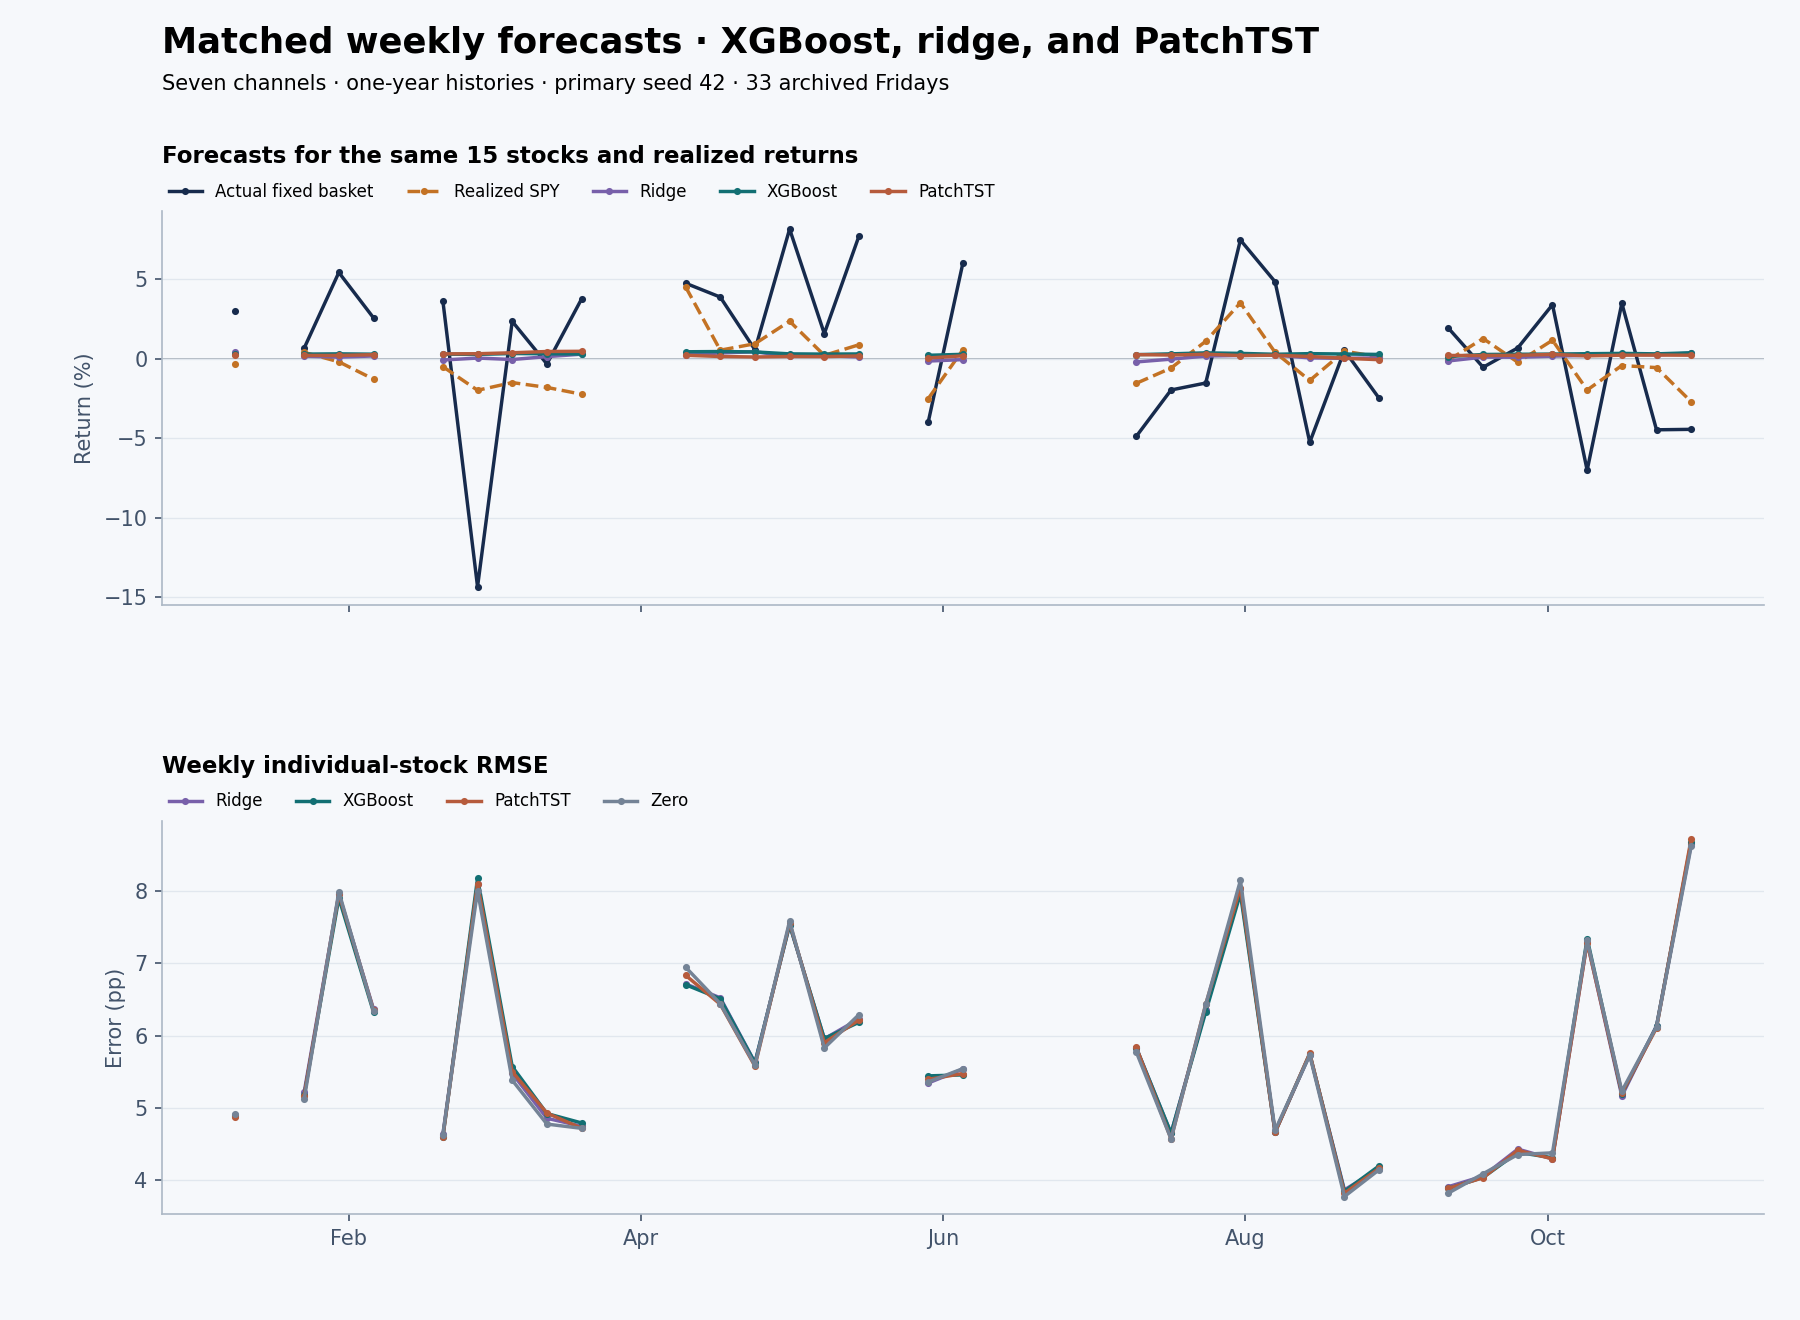 Matched weekly forecasts · XGBoost, ridge, and PatchTST
Seven channels · one-year histories · primary seed 42 · 33 archived Fridays
Forecasts for the same 15 stocks and realized returns
Actual fixed basket Realized SPY Ridge XGBoost PatchTST
Return (%)
5
0
−5
−10
−15
Weekly individual-stock RMSE
Ridge XGBoost PatchTST Zero
Error (pp)
8
7
6
5
4
Feb Apr Jun Aug Oct